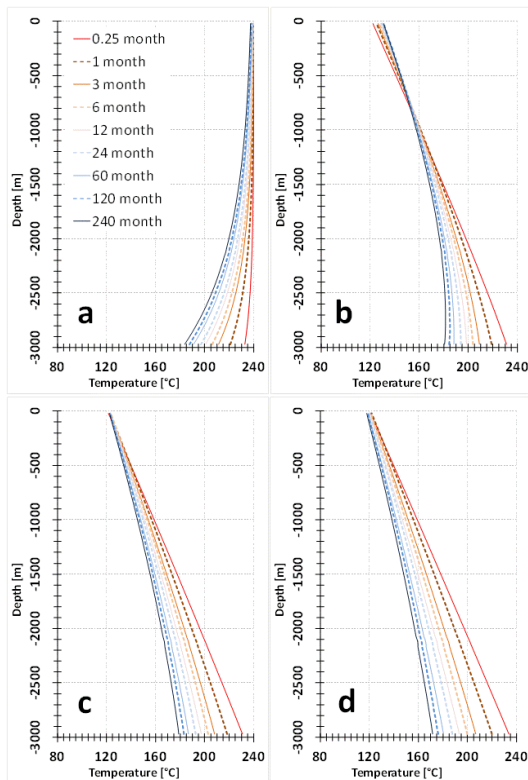 0
-500
-1000
-1500
-2000
-2500
-3000
Depth [m]
0.25 month
1 month
3 month
6 month
12 month
24 month
60 month
120 month
240 month
a
80 120 160 200 240
Temperature [°C]
0
-500
-1000
-1500
-2000
-2500
-3000
Depth [m]
b
80 120 160 200 240
Temperature [°C]
0
-500
-1000
-1500
-2000
-2500
-3000
Depth [m]
c
80 120 160 200 240
Temperature [°C]
0
-500
-1000
-1500
-2000
-2500
-3000
Depth [m]
d
80 120 160 200 240
Temperature [°C]